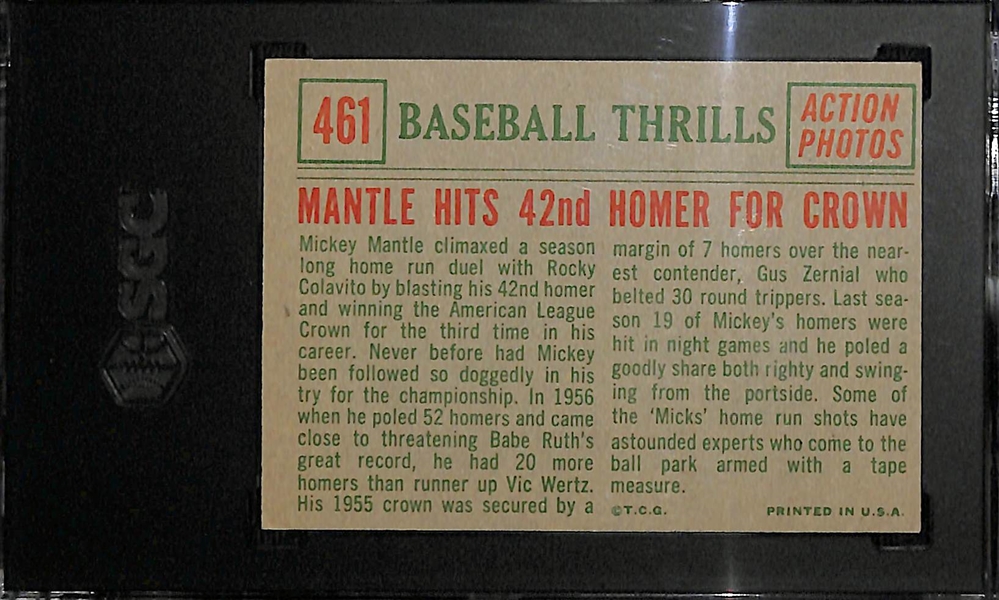 461
BASEBALL THRILLS
ACTION
PHOTOS
MANTLE HITS 42nd HOMER FOR CROWN
Mickey Mantle climaxed a season
long home run duel with Rocky
Colavito by blasting his 42nd homer
and winning the American League
Crown for the third time in his
career. Never before had Mickey
been followed so doggedly in his
try for the championship. In 1956
when he poled 52 homers and came
close to threatening Babe Ruth's
great record, he had 20 more
homers than runner up Vic Wertz.
His 1955 crown was secured by a
margin of 7 homers over the near-
est contender, Gus Zernial who
belted 30 round trippers. Last sea-
son 19 of Mickey's homers were
hit in night games and he poled a
goodly share both righty and swing-
ing from the portside. Some of
the 'Micks' home run shots have
astounded experts who come to the
ball park armed with a tape
measure.
©T.C.G.
PRINTED IN U.S.A.
SGC